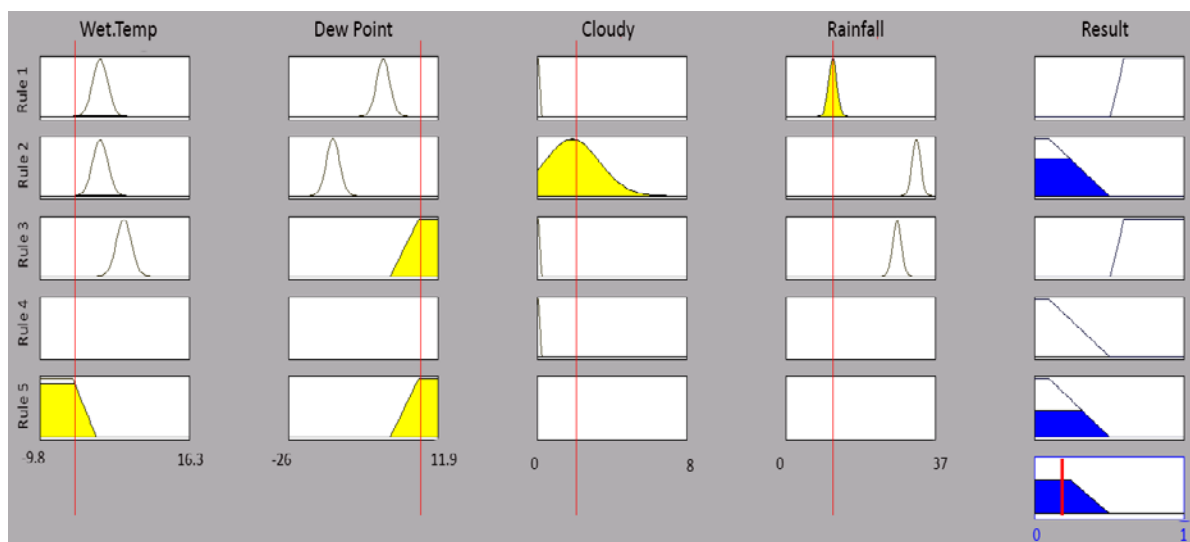 Wet.Temp Dew Point Cloudy Rainfall Result
Rule 1
Rule 2
Rule 3
Rule 4
Rule 5
-9.8 16.3 -26 11.9 0 8 0 37
0 1